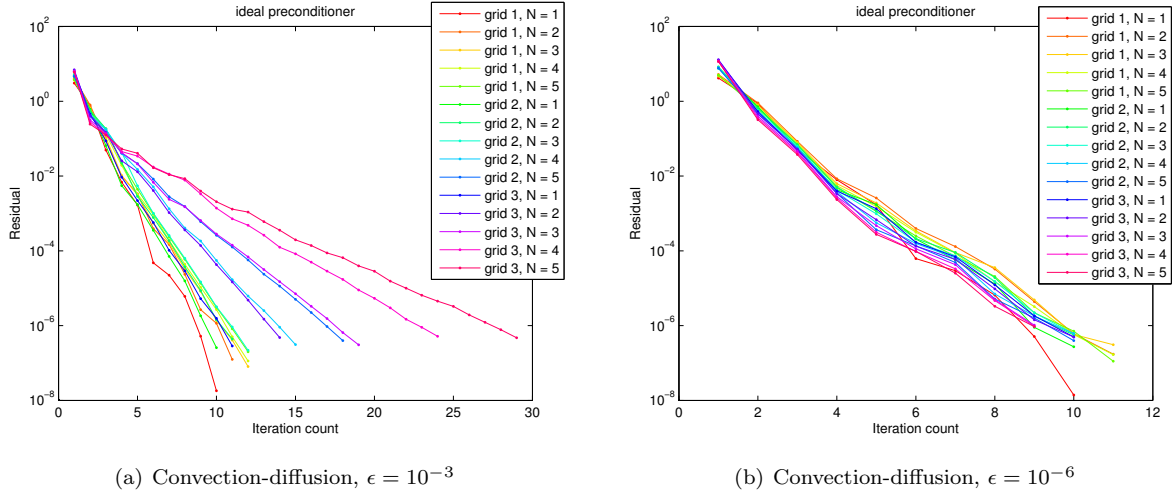 ideal preconditioner
10^2
10^0
10^-2
10^-4
10^-6
10^-8
Residual
0 5 10 15 20 25 30
Iteration count
grid 1, N = 1
grid 1, N = 2
grid 1, N = 3
grid 1, N = 4
grid 1, N = 5
grid 2, N = 1
grid 2, N = 2
grid 2, N = 3
grid 2, N = 4
grid 2, N = 5
grid 3, N = 1
grid 3, N = 2
grid 3, N = 3
grid 3, N = 4
grid 3, N = 5
(a) Convection-diffusion, ϵ = 10^-3
ideal preconditioner
10^2
10^0
10^-2
10^-4
10^-6
10^-8
Residual
0 2 4 6 8 10 12
Iteration count
grid 1, N = 1
grid 1, N = 2
grid 1, N = 3
grid 1, N = 4
grid 1, N = 5
grid 2, N = 1
grid 2, N = 2
grid 2, N = 3
grid 2, N = 4
grid 2, N = 5
grid 3, N = 1
grid 3, N = 2
grid 3, N = 3
grid 3, N = 4
grid 3, N = 5
(b) Convection-diffusion, ϵ = 10^-6